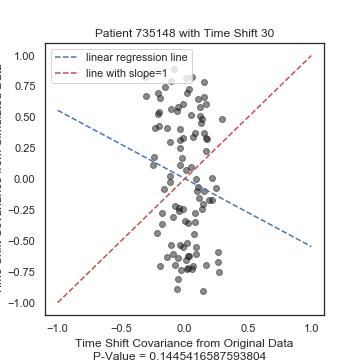 Patient 735148 with Time Shift 30
linear regression line
line with slope=1
1.00
0.75
0.50
0.25
0.00
−0.25
−0.50
−0.75
−1.00
−1.0
−0.5
0.0
0.5
1.0
Time Shift Covariance from Original Data
P-Value = 0.1445416587593804